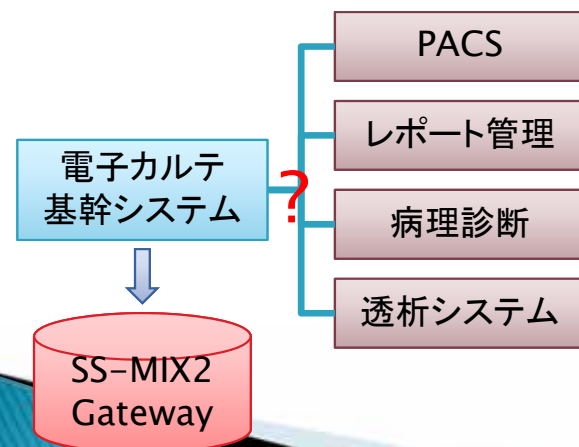 PACS
レポート管理
電子カルテ
基幹システム
?
病理診断
透析システム
SS-MIX2
Gateway